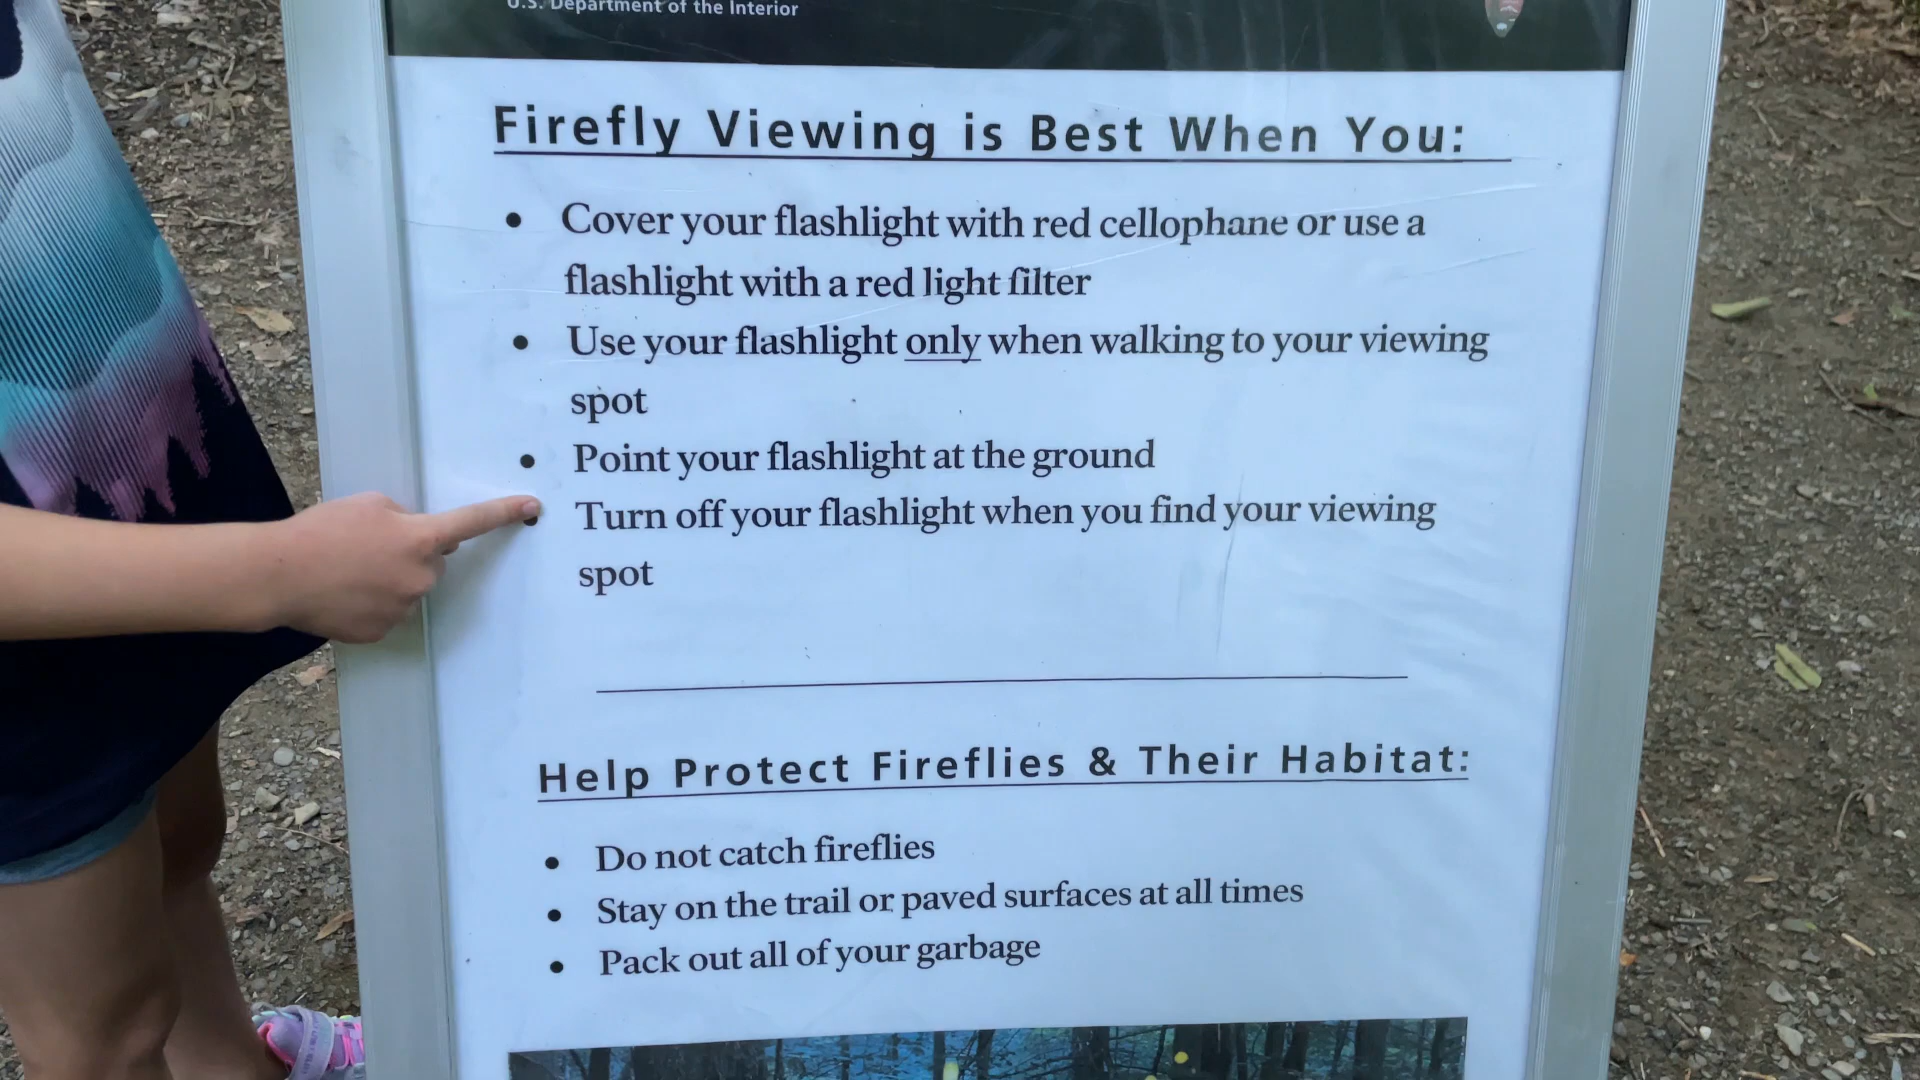 U.S. Department of the Interior
Firefly Viewing is Best When You:
• Cover your flashlight with red cellophane or use a
flashlight with a red light filter
• Use your flashlight only when walking to your viewing
spot
• Point your flashlight at the ground
• Turn off your flashlight when you find your viewing
spot
Help Protect Fireflies & Their Habitat:
• Do not catch fireflies
• Stay on the trail or paved surfaces at all times
• Pack out all of your garbage